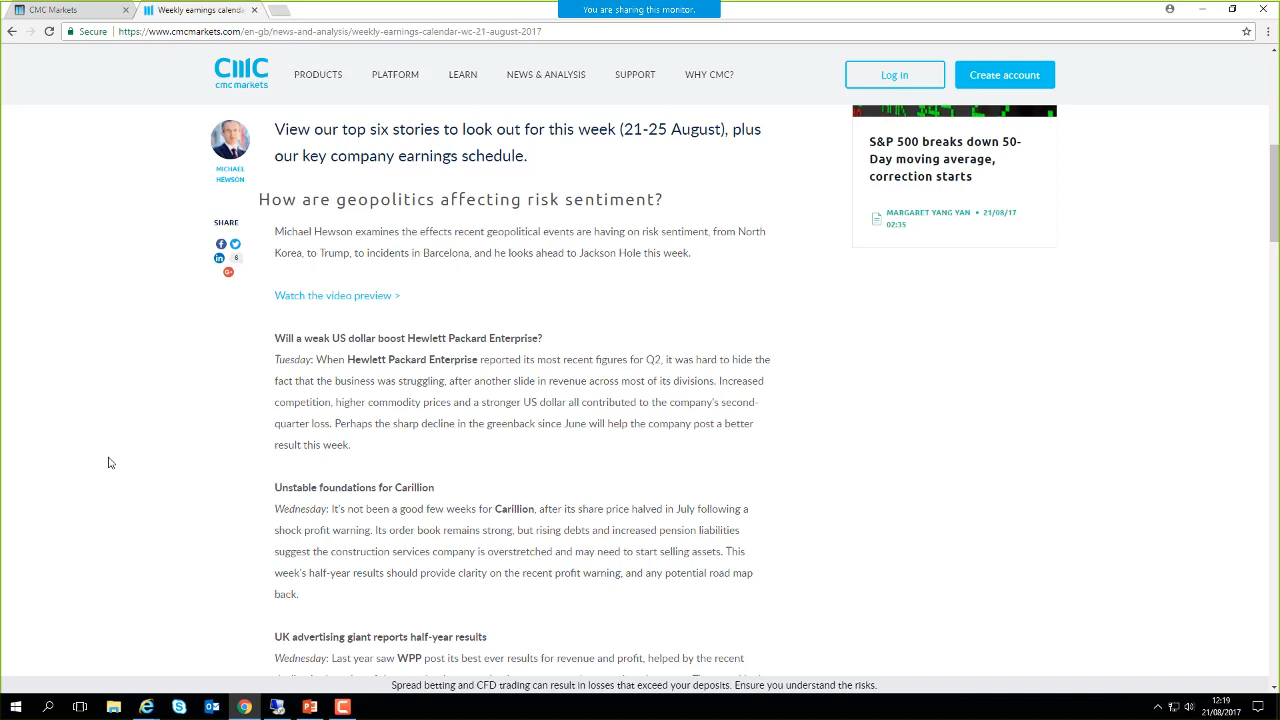 CMC Markets
Weekly earnings calenda
You are sharing this monitor.
Secure
https://www.cmcmarkets.com/en-gb/news-and-analysis/weekly-earnings-calendar-wc-21-august-2017
cmc markets
PRODUCTS
PLATFORM
LEARN
NEWS & ANALYSIS
SUPPORT
WHY CMC?
Log in
Create account
MICHAEL
HEWSON
SHARE
6
View our top six stories to look out for this week (21-25 August), plus
our key company earnings schedule.
How are geopolitics affecting risk sentiment?
Michael Hewson examines the effects recent geopolitical events are having on risk sentiment, from North
Korea, to Trump, to incidents in Barcelona, and he looks ahead to Jackson Hole this week.
Watch the video preview >
Will a weak US dollar boost Hewlett Packard Enterprise?
Tuesday: When Hewlett Packard Enterprise reported its most recent figures for Q2, it was hard to hide the
fact that the business was struggling, after another slide in revenue across most of its divisions. Increased
competition, higher commodity prices and a stronger US dollar all contributed to the company's second-
quarter loss. Perhaps the sharp decline in the greenback since June will help the company post a better
result this week.
Unstable foundations for Carillion
Wednesday: It's not been a good few weeks for Carillion, after its share price halved in July following a
shock profit warning. Its order book remains strong, but rising debts and increased pension liabilities
suggest the construction services company is overstretched and may need to start selling assets. This
week's half-year results should provide clarity on the recent profit warning, and any potential road map
back.
UK advertising giant reports half-year results
Wednesday: Last year saw WPP post its best ever results for revenue and profit, helped by the recent
S&P 500 breaks down 50-
Day moving average,
correction starts
MARGARET YANG YAN • 21/08/17
02:35
Spread betting and CFD trading can result in losses that exceed your deposits. Ensure you understand the risks.
12:19
21/08/2017